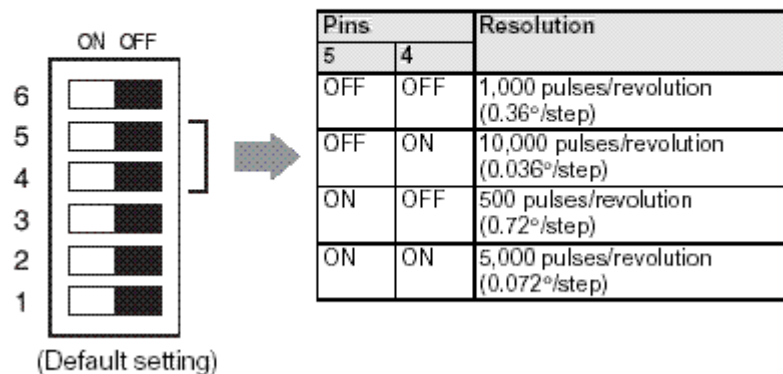 ON OFF
6
5
4
3
2
1
(Default setting)
Pins Resolution
5 4
OFF OFF 1,000 pulses/revolution
(0.36°/step)
OFF ON 10,000 pulses/revolution
(0.036°/step)
ON OFF 500 pulses/revolution
(0.72°/step)
ON ON 5,000 pulses/revolution
(0.072°/step)